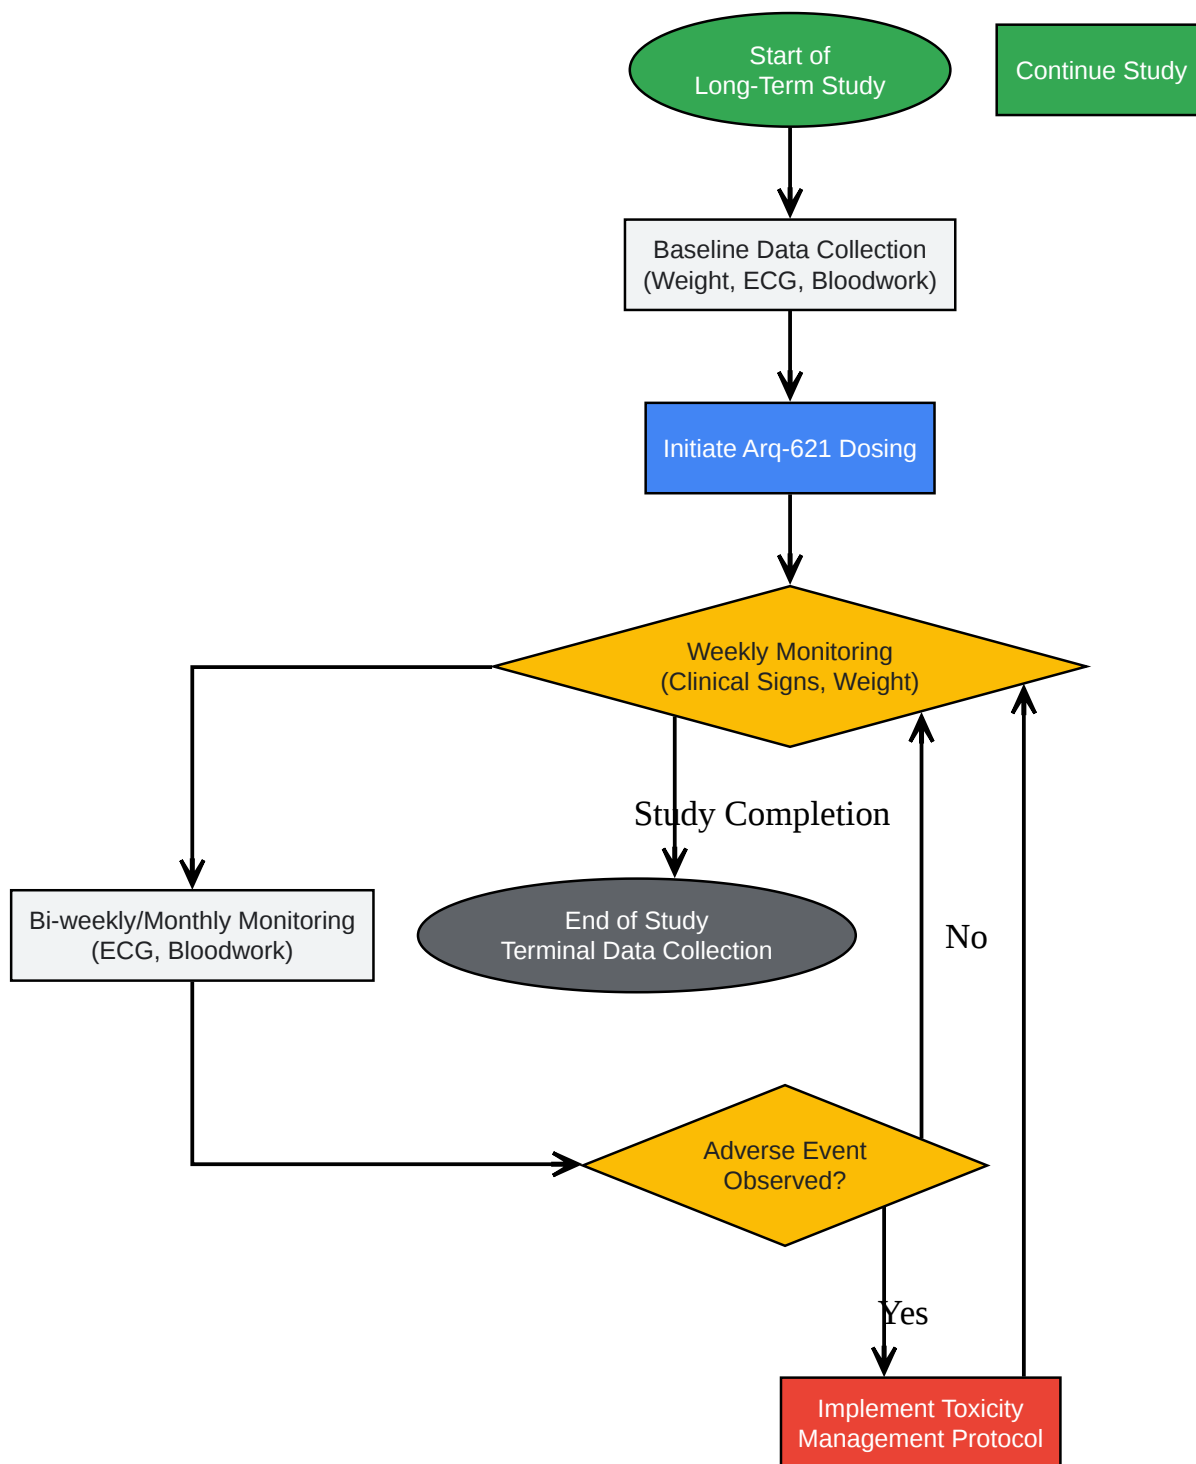 Start of
Long-Term Study
Continue Study
Baseline Data Collection
(Weight, ECG, Bloodwork)
Initiate Arq-621 Dosing
Weekly Monitoring
(Clinical Signs, Weight)
Study Completion
Bi-weekly/Monthly Monitoring
(ECG, Bloodwork)
End of Study
Terminal Data Collection
No
Adverse Event
Observed?
Yes
Implement Toxicity
Management Protocol